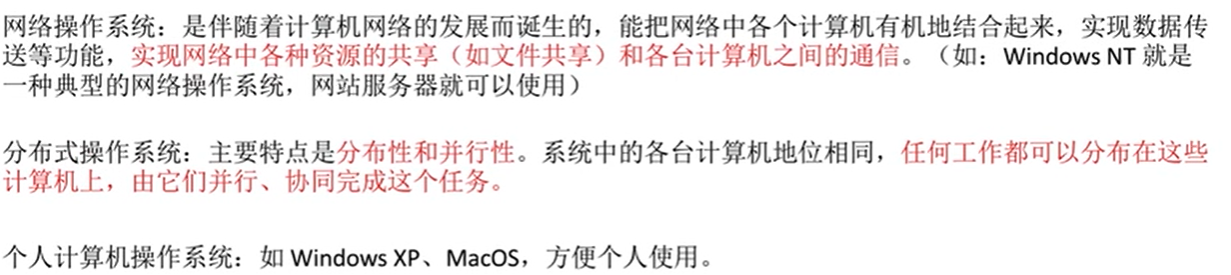 网络操作系统：是伴随着计算机网络的发展而诞生的，能把网络中各个计算机有机地结合起来，实现数据传
送等功能，实现网络中各种资源的共享（如文件共享）和各台计算机之间的通信。（如：Windows NT 就是
一种典型的网络操作系统，网站服务器就可以使用）
分布式操作系统：主要特点是分布性和并行性。系统中的各台计算机地位相同，任何工作都可以分布在这些
计算机上，由它们并行、协同完成这个任务。
个人计算机操作系统：如 Windows XP、MacOS，方便个人使用。